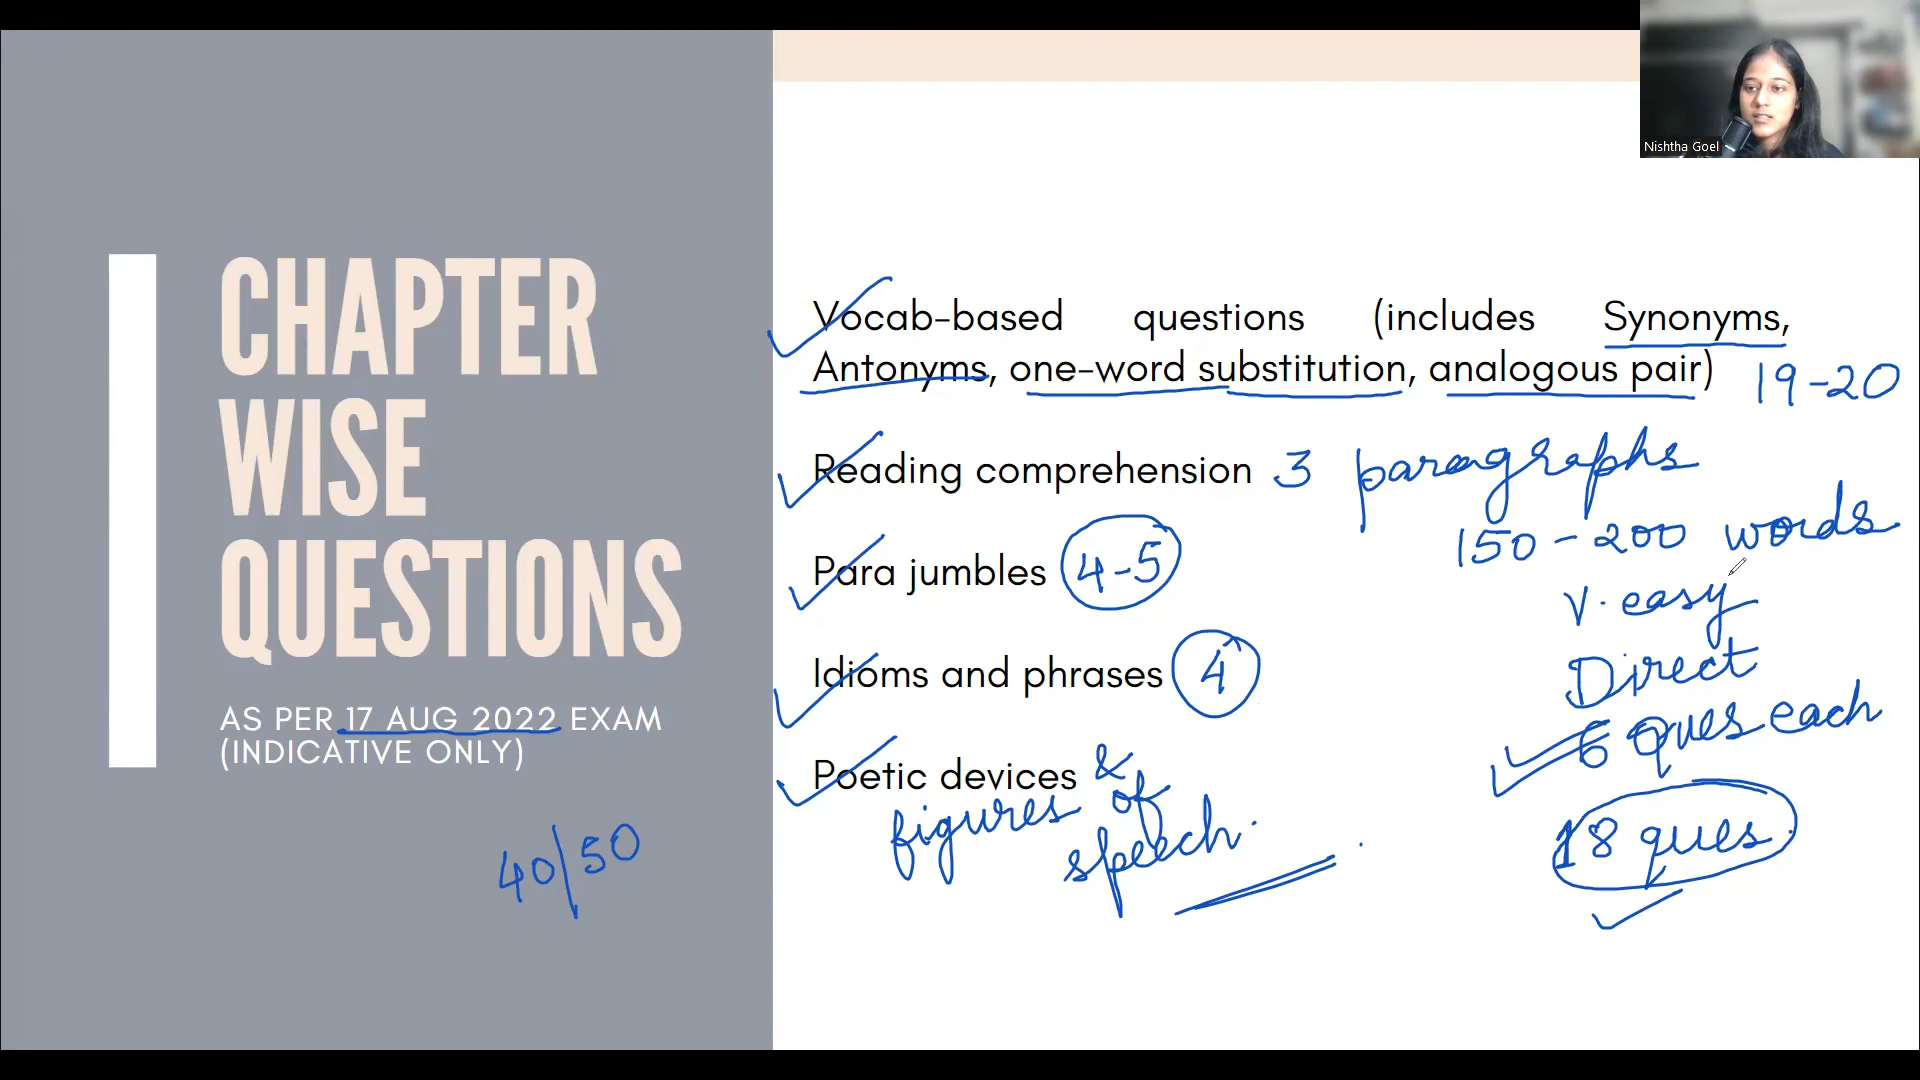 Nishtha Goel
CHAPTER
WISE
QUESTIONS
AS PER 17 AUG 2022 EXAM
(INDICATIVE ONLY)
40/50
Vocab-based questions (includes Synonyms,
Antonyms, one-word substitution, analogous pair) 19-20
Reading comprehension 3 paragraphs
150-200 words
Para jumbles 4-5
v. easy
Direct
Idioms and phrases 4
6 Ques each
Poetic devices &
figures of
speech.
18 ques